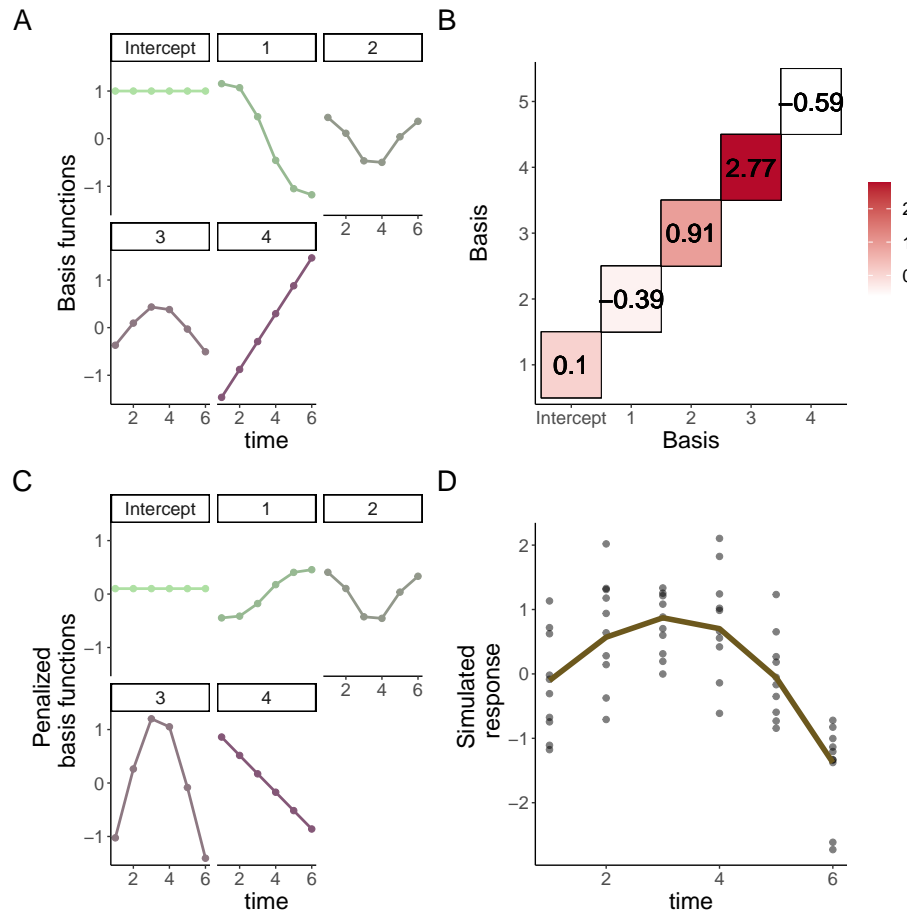 A
Intercept 1 2
1
0
−1
2 4 6
3 4
1
0
−1
2 4 6 2 4 6
time
Basis functions
B
5
4
3
2
1
−0.59
2.77
0.91
−0.39
0.1
Intercept 1 2 3 4
Basis
Basis
2
1
0
C
Intercept 1 2
1
0
−1
2 4 6
3 4
1
0
−1
2 4 6 2 4 6
time
Penalized
basis functions
D
2
1
0
−1
−2
2 4 6
time
Simulated
response